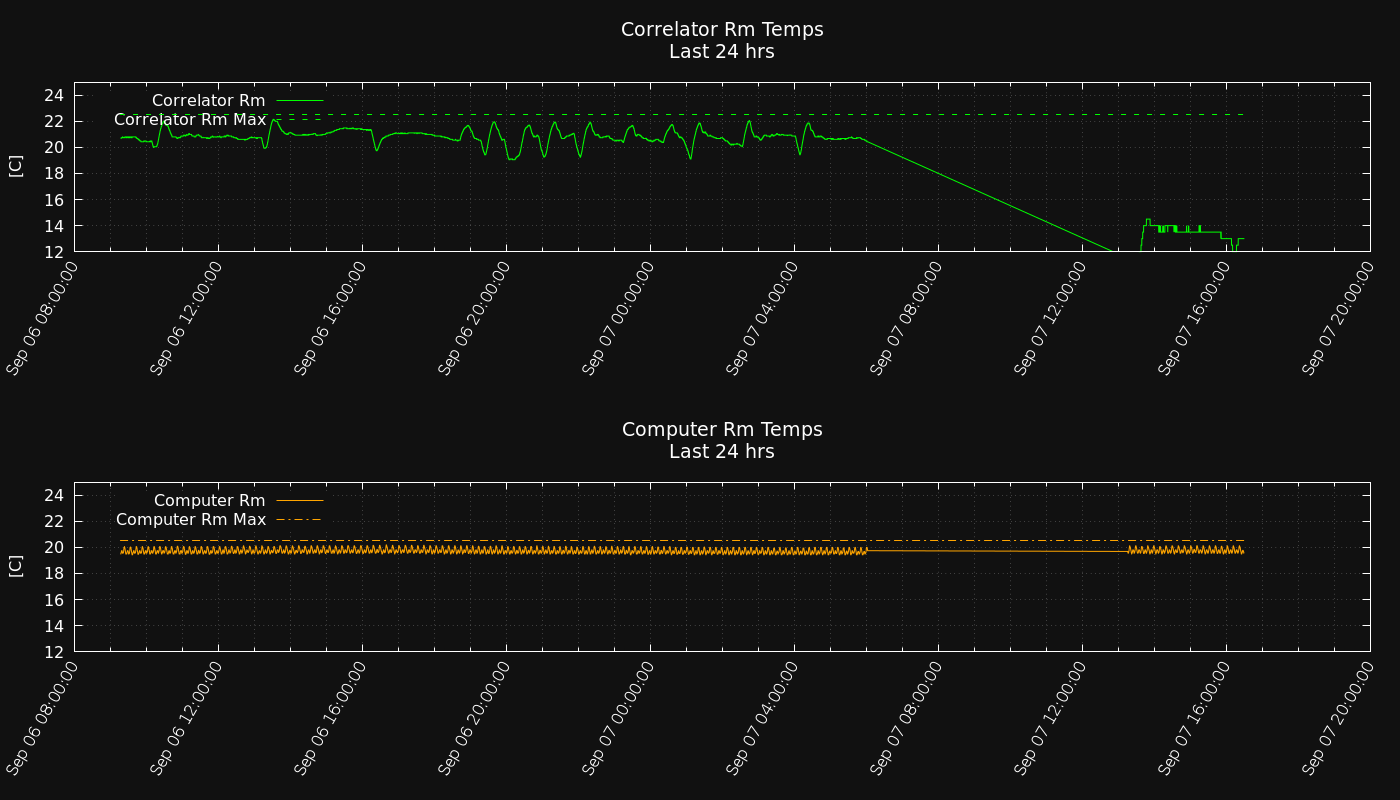 Correlator Rm Temps
Last 24 hrs
Correlator Rm
Correlator Rm Max
[C]
24
22
20
18
16
14
12
Sep 06 08:00:00
Sep 06 12:00:00
Sep 06 16:00:00
Sep 06 20:00:00
Sep 07 00:00:00
Sep 07 04:00:00
Sep 07 08:00:00
Sep 07 12:00:00
Sep 07 16:00:00
Sep 07 20:00:00
Computer Rm Temps
Last 24 hrs
Computer Rm
Computer Rm Max
[C]
24
22
20
18
16
14
12
Sep 06 08:00:00
Sep 06 12:00:00
Sep 06 16:00:00
Sep 06 20:00:00
Sep 07 00:00:00
Sep 07 04:00:00
Sep 07 08:00:00
Sep 07 12:00:00
Sep 07 16:00:00
Sep 07 20:00:00